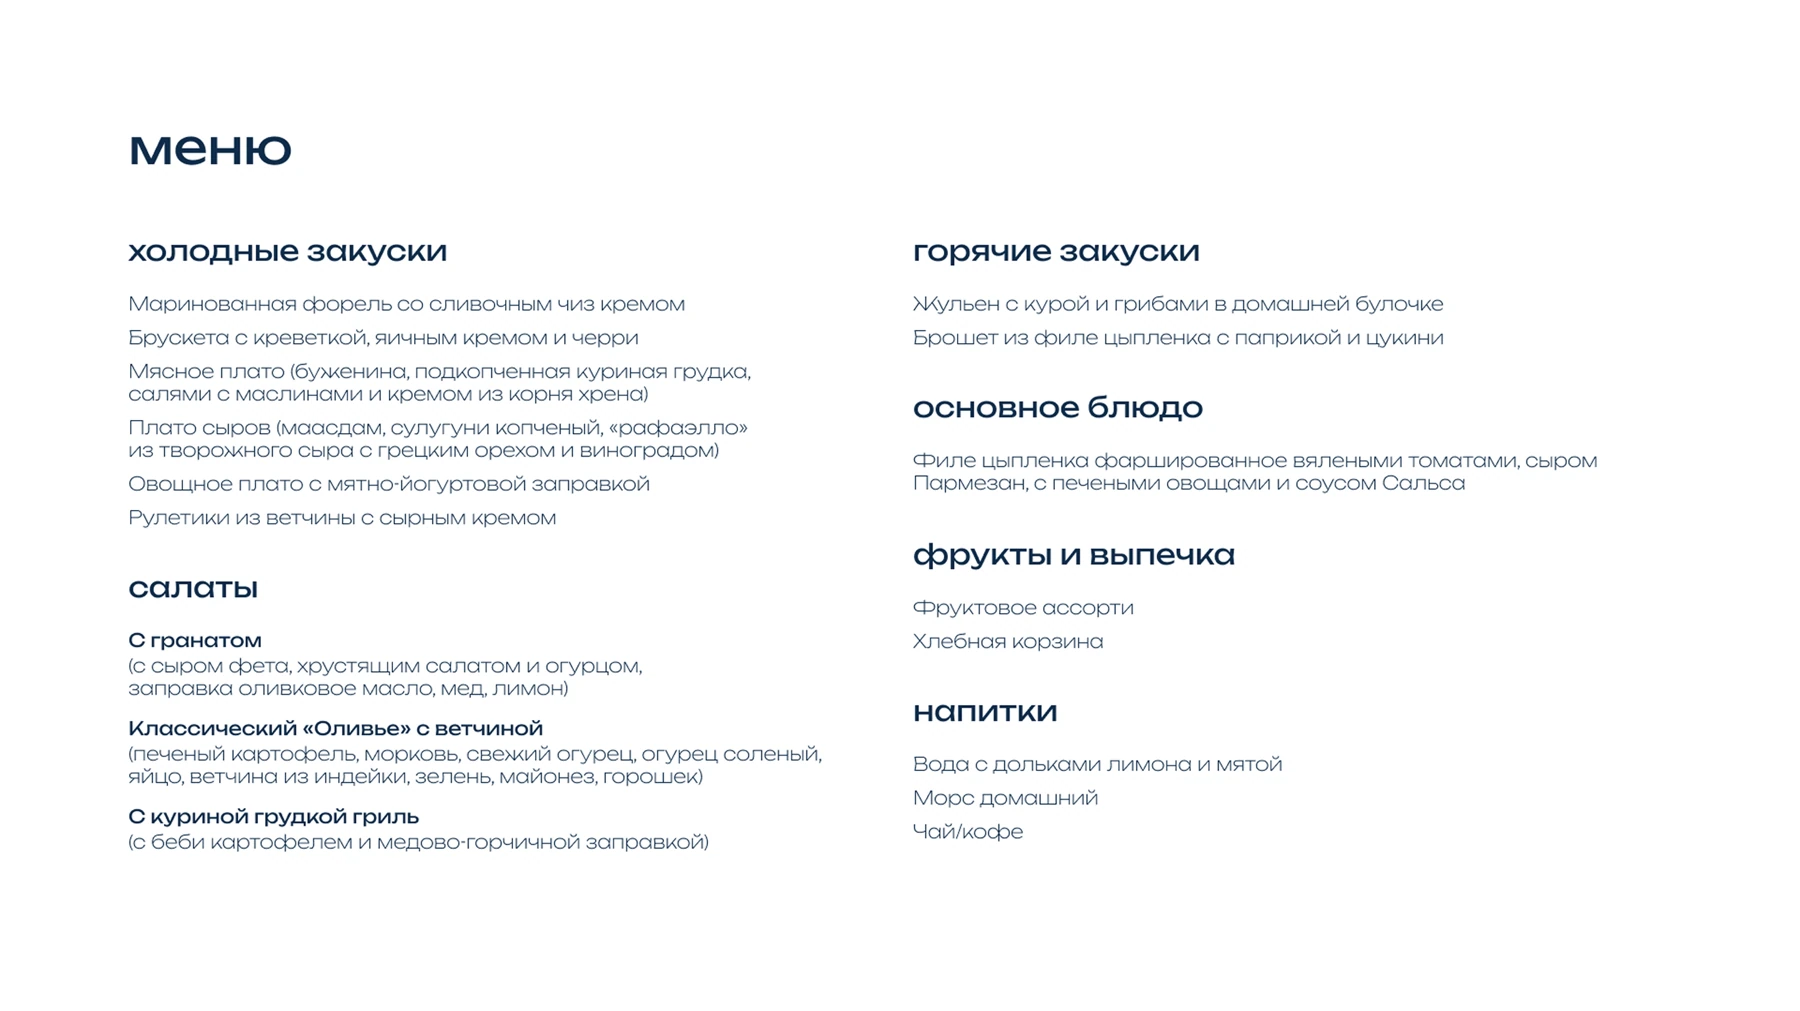 меню
холодные закуски
Маринованная форель со сливочным чиз кремом
Брускета с креветкой, яичным кремом и черри
Мясное плато (буженина, подкопченная куриная грудка,
салями с маслинами и кремом из корня хрена)
Плато сыров (маасдам, сулугуни копченый, «рафаэлло»
из творожного сыра с грецким орехом и виноградом)
Овощное плато с мятно-йогуртовой заправкой
Рулетики из ветчины с сырным кремом
салаты
С гранатом
(с сыром фета, хрустящим салатом и огурцом,
заправка оливковое масло, мед, лимон)
Классический «Оливье» с ветчиной
(печеный картофель, морковь, свежий огурец, огурец соленый,
яйцо, ветчина из индейки, зелень, майонез, горошек)
С куриной грудкой гриль
(с беби картофелем и медово-горчичной заправкой)
горячие закуски
Жульен с курой и грибами в домашней булочке
Брошет из филе цыпленка с паприкой и цукини
основное блюдо
Филе цыпленка фаршированное вялеными томатами, сыром
Пармезан, с печеными овощами и соусом Сальса
фрукты и выпечка
Фруктовое ассорти
Хлебная корзина
напитки
Вода с дольками лимона и мятой
Морс домашний
Чай/кофе